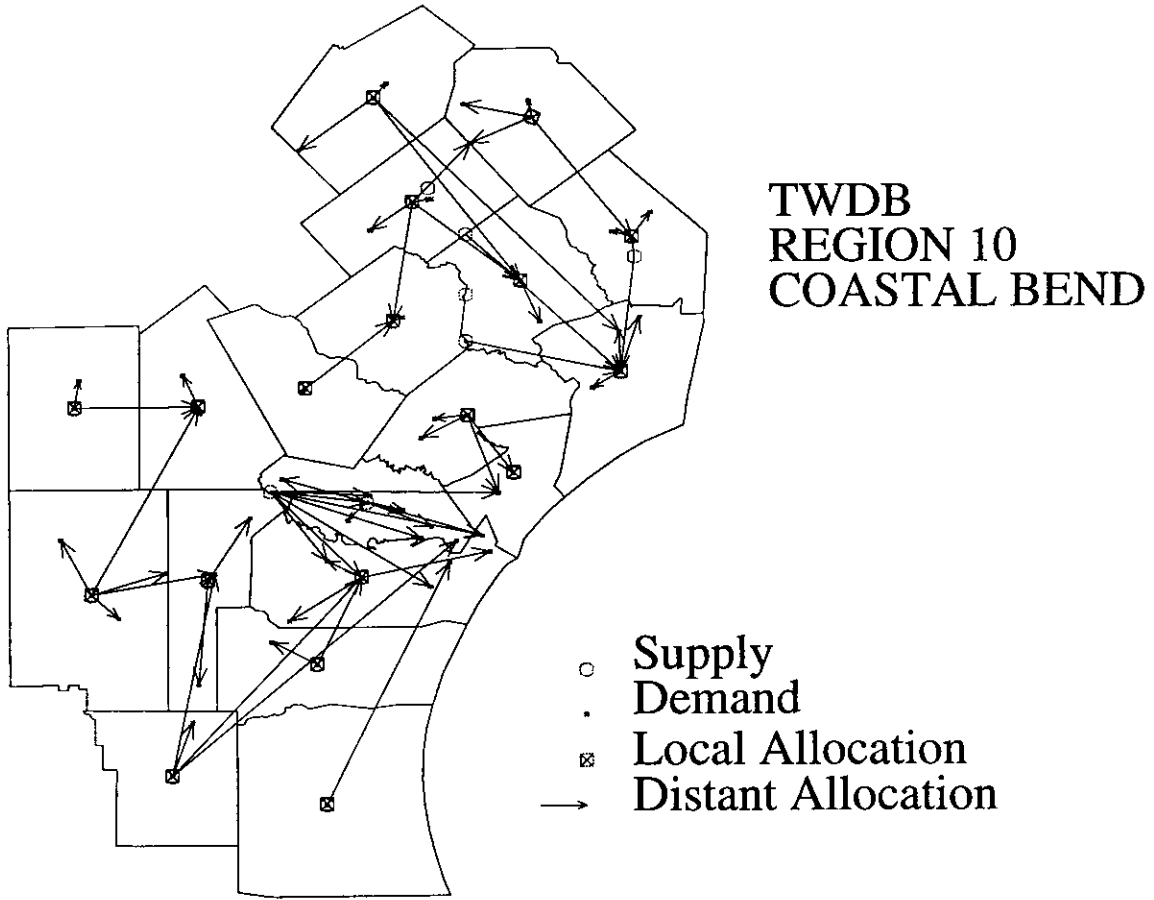 TWDB
REGION 10
COASTAL BEND
Supply
Demand
Local Allocation
Distant Allocation